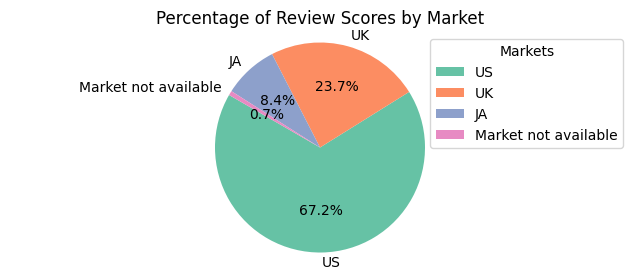 Percentage of Review Scores by Market
UK
JA
Market not available
23.7%
8.4%
0.7%
67.2%
US
Markets
US
UK
JA
Market not available